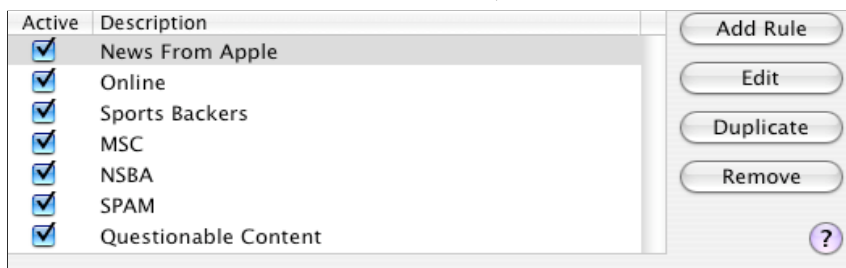 Active Description
News From Apple
Online
Sports Backers
MSC
NSBA
SPAM
Questionable Content
Add Rule
Edit
Duplicate
Remove
?